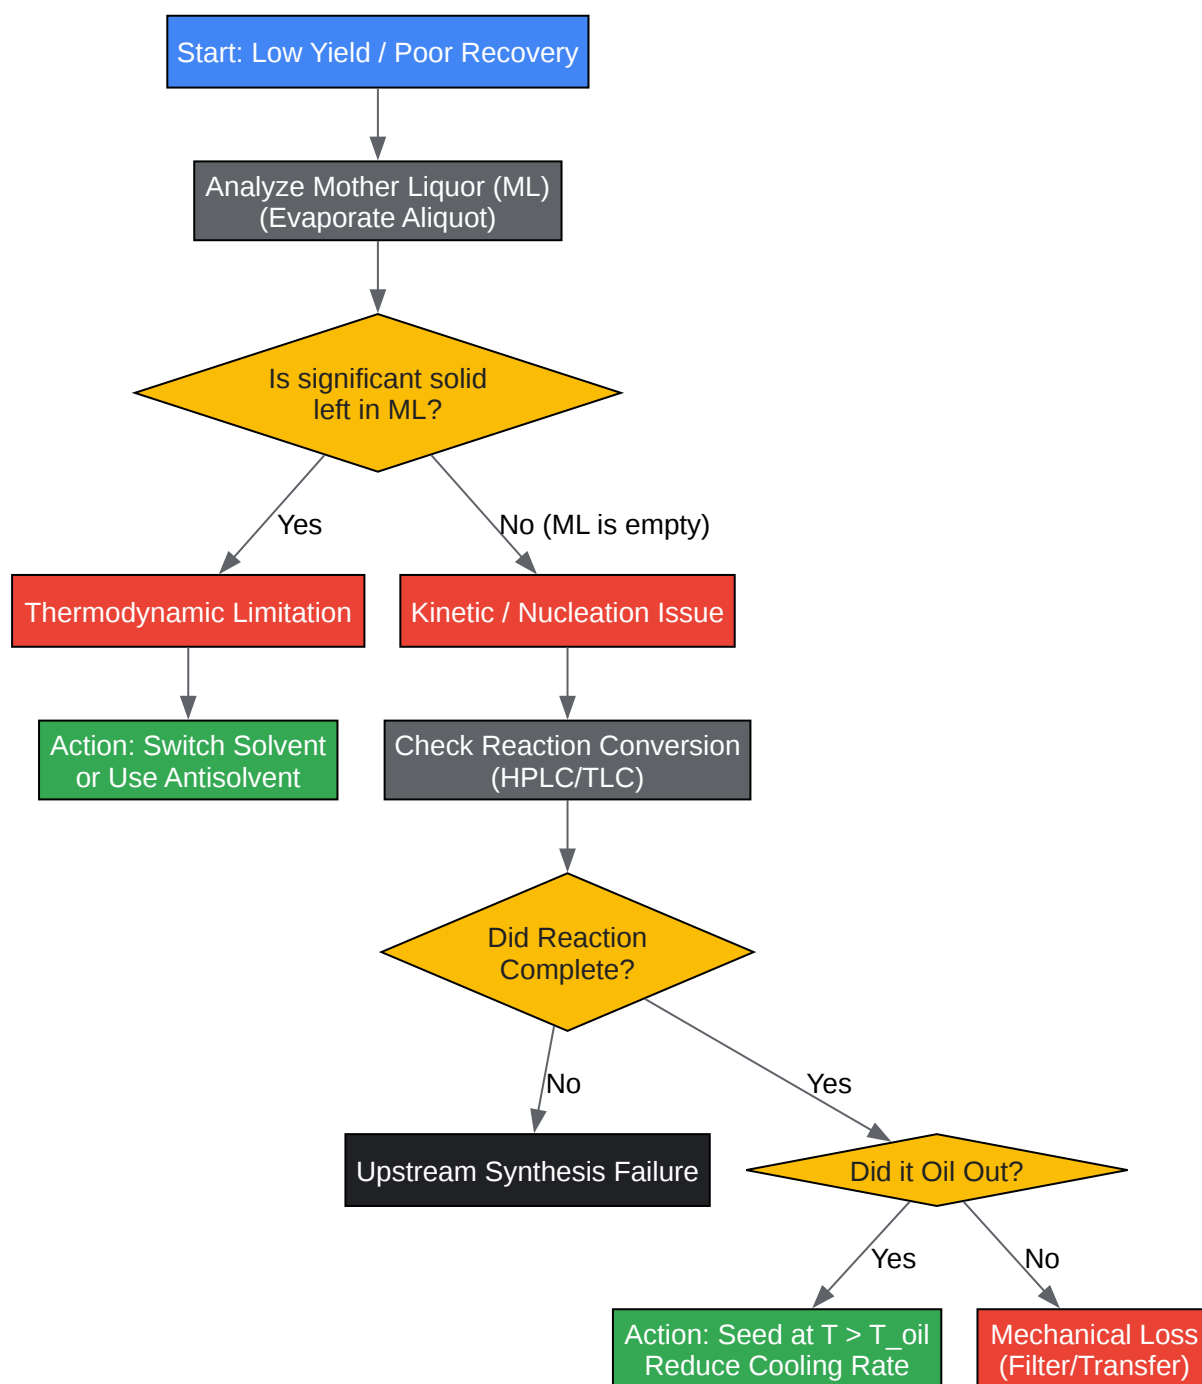 Start: Low Yield / Poor Recovery
Analyze Mother Liquor (ML)
(Evaporate Aliquot)
Is significant solid
left in ML?
Yes
No (ML is empty)
Thermodynamic Limitation
Kinetic / Nucleation Issue
Action: Switch Solvent
or Use Antisolvent
Check Reaction Conversion
(HPLC/TLC)
Did Reaction
Complete?
No
Yes
Upstream Synthesis Failure
Did it Oil Out?
Yes
No
Action: Seed at T > T_oil
Reduce Cooling Rate
Mechanical Loss
(Filter/Transfer)